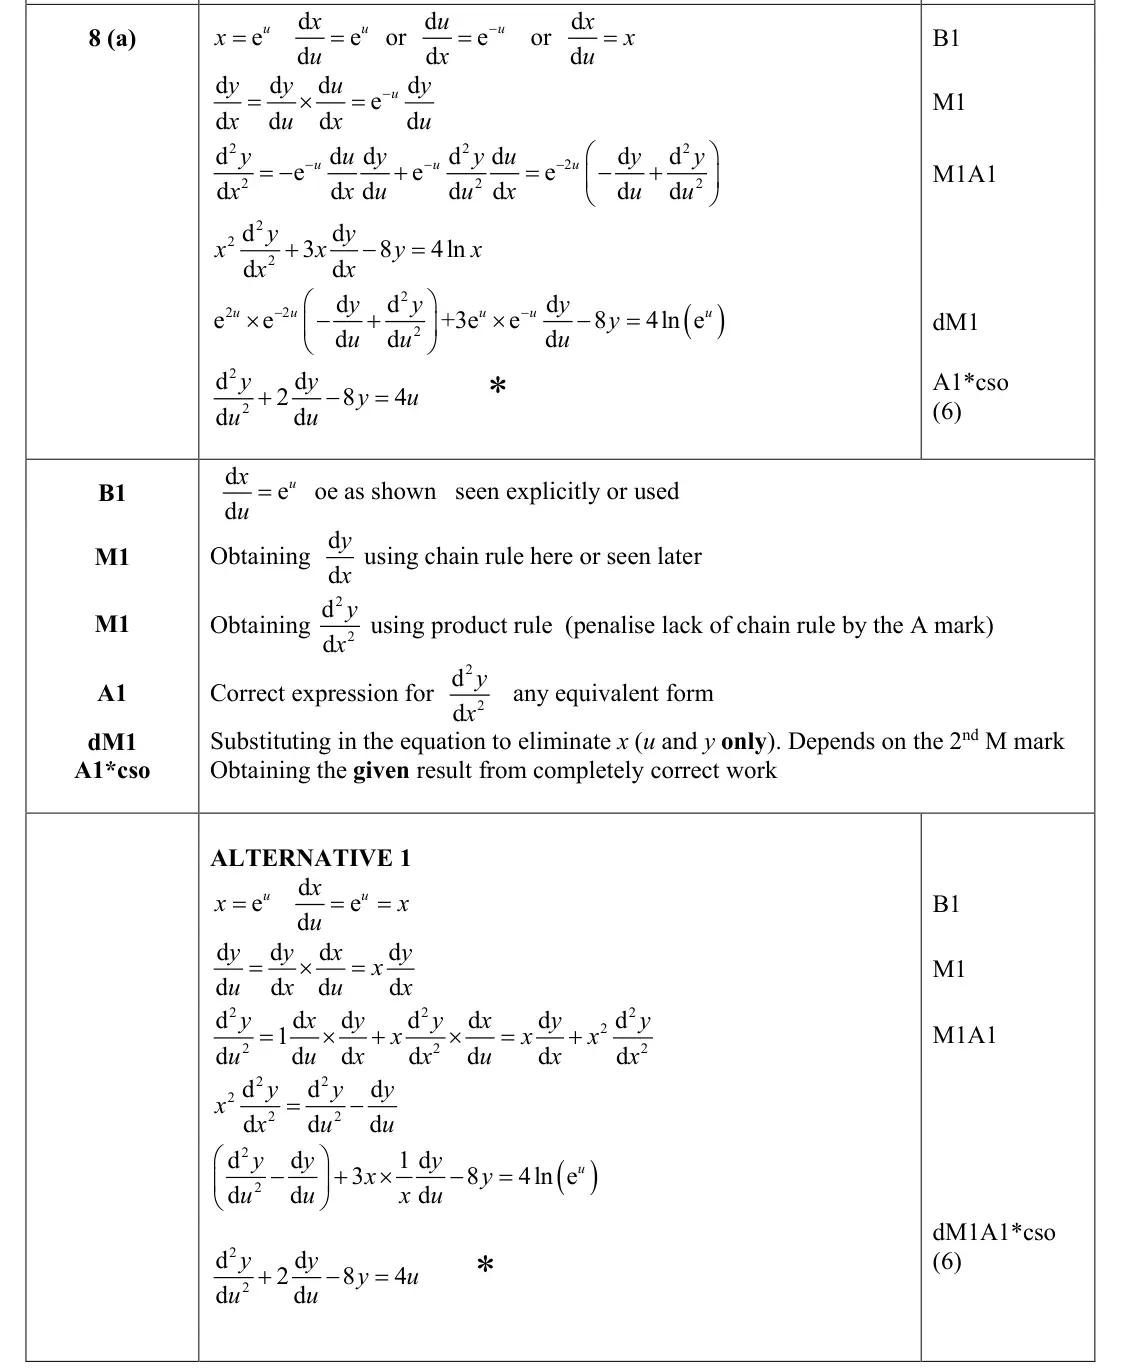 8 (a) x = e^u dx/du = e^u or du/dx = e^−u or dx/du = x B1
dy/dx = dy/du × du/dx = e^−u dy/du M1
d²y/dx² = −e^−u du/dx dy/du + e^−u d²y/du² du/dx = e^−2u (− dy/du + d²y/du²) M1A1
x² d²y/dx² + 3x dy/dx − 8y = 4 ln x
e^2u × e^−2u (− dy/du + d²y/du²) +3e^u × e^−u dy/du − 8y = 4 ln (e^u) dM1
d²y/du² + 2 dy/du − 8y = 4u * A1*cso
(6)
B1 dx/du = e^u oe as shown seen explicitly or used
M1 Obtaining dy/dx using chain rule here or seen later
M1 Obtaining d²y/dx² using product rule (penalise lack of chain rule by the A mark)
A1 Correct expression for d²y/dx² any equivalent form
dM1 Substituting in the equation to eliminate x (u and y only). Depends on the 2nd M mark
A1*cso Obtaining the given result from completely correct work
ALTERNATIVE 1
x = e^u dx/du = e^u = x B1
dy/du = dy/dx × dx/du = x dy/dx M1
d²y/du² = 1 dx/du × dy/dx + x d²y/dx² × dx/du = x dy/dx + x² d²y/dx² M1A1
x² d²y/dx² = d²y/du² − dy/du
(d²y/du² − dy/du) + 3x × 1/x dy/du − 8y = 4 ln (e^u)
dM1A1*cso
d²y/du² + 2 dy/du − 8y = 4u * (6)